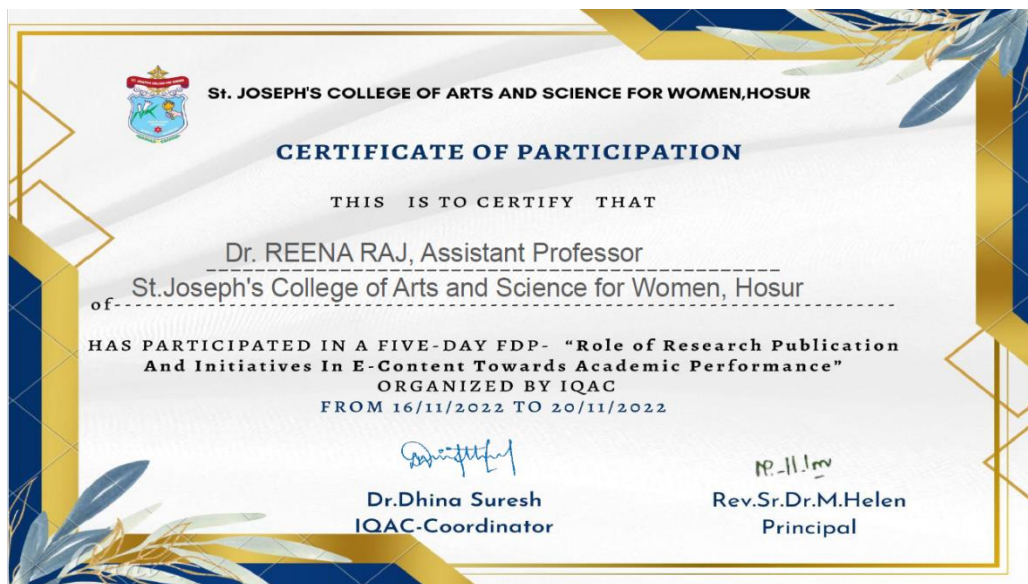 St. JOSEPH'S COLLEGE OF ARTS AND SCIENCE FOR WOMEN,HOSUR
CERTIFICATE OF PARTICIPATION
THIS IS TO CERTIFY THAT
Dr. REENA RAJ, Assistant Professor
of St.Joseph's College of Arts and Science for Women, Hosur
HAS PARTICIPATED IN A FIVE-DAY FDP- “Role of Research Publication
And Initiatives In E-Content Towards Academic Performance”
ORGANIZED BY IQAC
FROM 16/11/2022 TO 20/11/2022
Dr.Dhina Suresh
IQAC-Coordinator
Rev.Sr.Dr.M.Helen
Principal